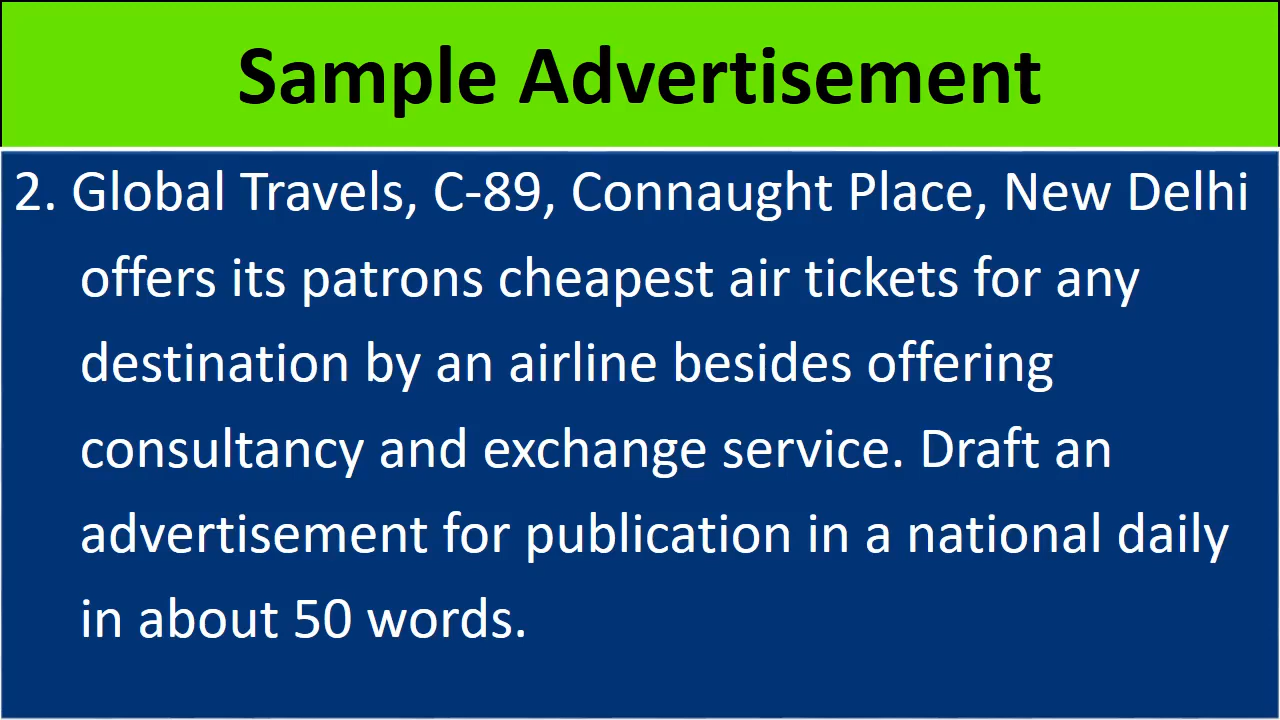 Sample Advertisement
2. Global Travels, C-89, Connaught Place, New Delhi
offers its patrons cheapest air tickets for any
destination by an airline besides offering
consultancy and exchange service. Draft an
advertisement for publication in a national daily
in about 50 words.